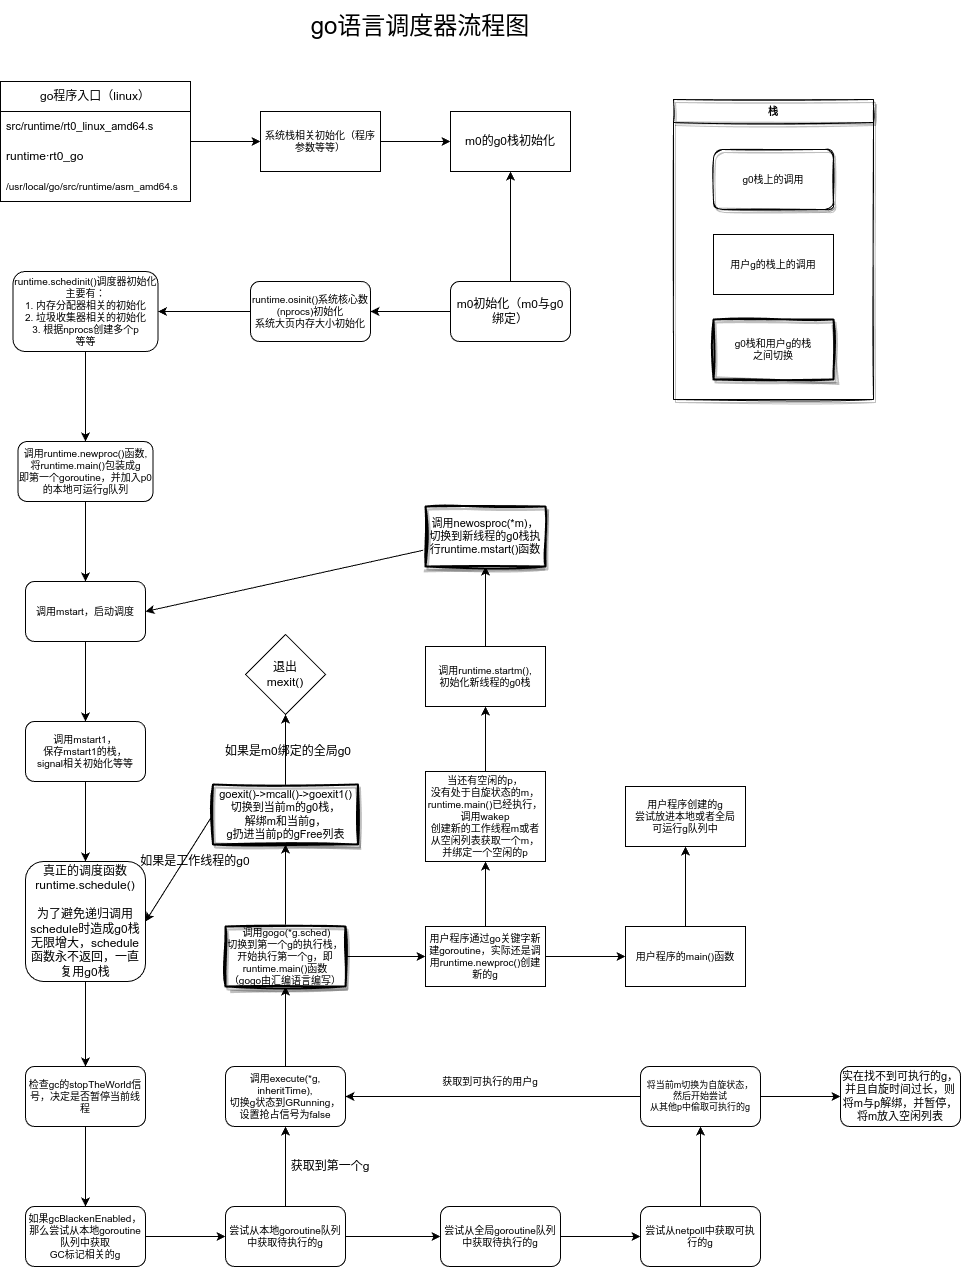 go语言调度器流程图
go程序入口（linux）
src/runtime/rt0_linux_amd64.s
runtime·rt0_go
/usr/local/go/src/runtime/asm_amd64.s
系统栈相关初始化（程序
参数等等）
m0的g0栈初始化
栈
g0栈上的调用
用户g的栈上的调用
g0栈和用户g的栈
之间切换
runtime.schedinit()调度器初始化
主要有：
1. 内存分配器相关的初始化
2. 垃圾收集器相关的初始化
3. 根据nprocs创建多个p
等等
runtime.osinit()系统核心数
(nprocs)初始化
系统大页内存大小初始化
m0初始化（m0与g0
绑定）
调用runtime.newproc()函数,
将runtime.main()包装成g
即第一个goroutine，并加入p0
的本地可运行g队列
调用newosproc(*m)，
切换到新线程的g0栈执
行runtime.mstart()函数
调用mstart，启动调度
退出
mexit()
调用runtime.startm(),
初始化新线程的g0栈
调用mstart1，
保存mstart1的栈，
signal相关初始化等等
如果是m0绑定的全局g0
goexit()->mcall()->goexit1()
切换到当前m的g0栈，
解绑m和当前g，
g扔进当前p的gFree列表
当还有空闲的p，
没有处于自旋状态的m，
runtime.main()已经执行，
调用wakep
创建新的工作线程m或者
从空闲列表获取一个m，
并绑定一个空闲的p
用户程序创建的g
尝试放进本地或者全局
可运行g队列中
如果是工作线程的g0
真正的调度函数
runtime.schedule()
为了避免递归调用
schedule时造成g0栈
无限增大，schedule
函数永不返回，一直
复用g0栈
调用gogo(*g.sched)
切换到第一个g的执行栈，
开始执行第一个g，即
runtime.main()函数
（gogo由汇编语言编写）
用户程序通过go关键字新
建goroutine，实际还是调
用runtime.newproc()创建
新的g
用户程序的main()函数
检查gc的stopTheWorld信
号，决定是否暂停当前线
程
调用execute(*g,
inheritTime),
切换g状态到GRunning，
设置抢占信号为false
获取到可执行的用户g
将当前m切换为自旋状态，
然后开始尝试
从其他p中偷取可执行的g
实在找不到可执行的g，
并且自旋时间过长，则
将m与p解绑，并暂停，
将m放入空闲列表
获取到第一个g
如果gcBlackenEnabled，
那么尝试从本地goroutine
队列中获取
GC标记相关的g
尝试从本地goroutine队列
中获取待执行的g
尝试从全局goroutine队列
中获取待执行的g
尝试从netpoll中获取可执
行的g